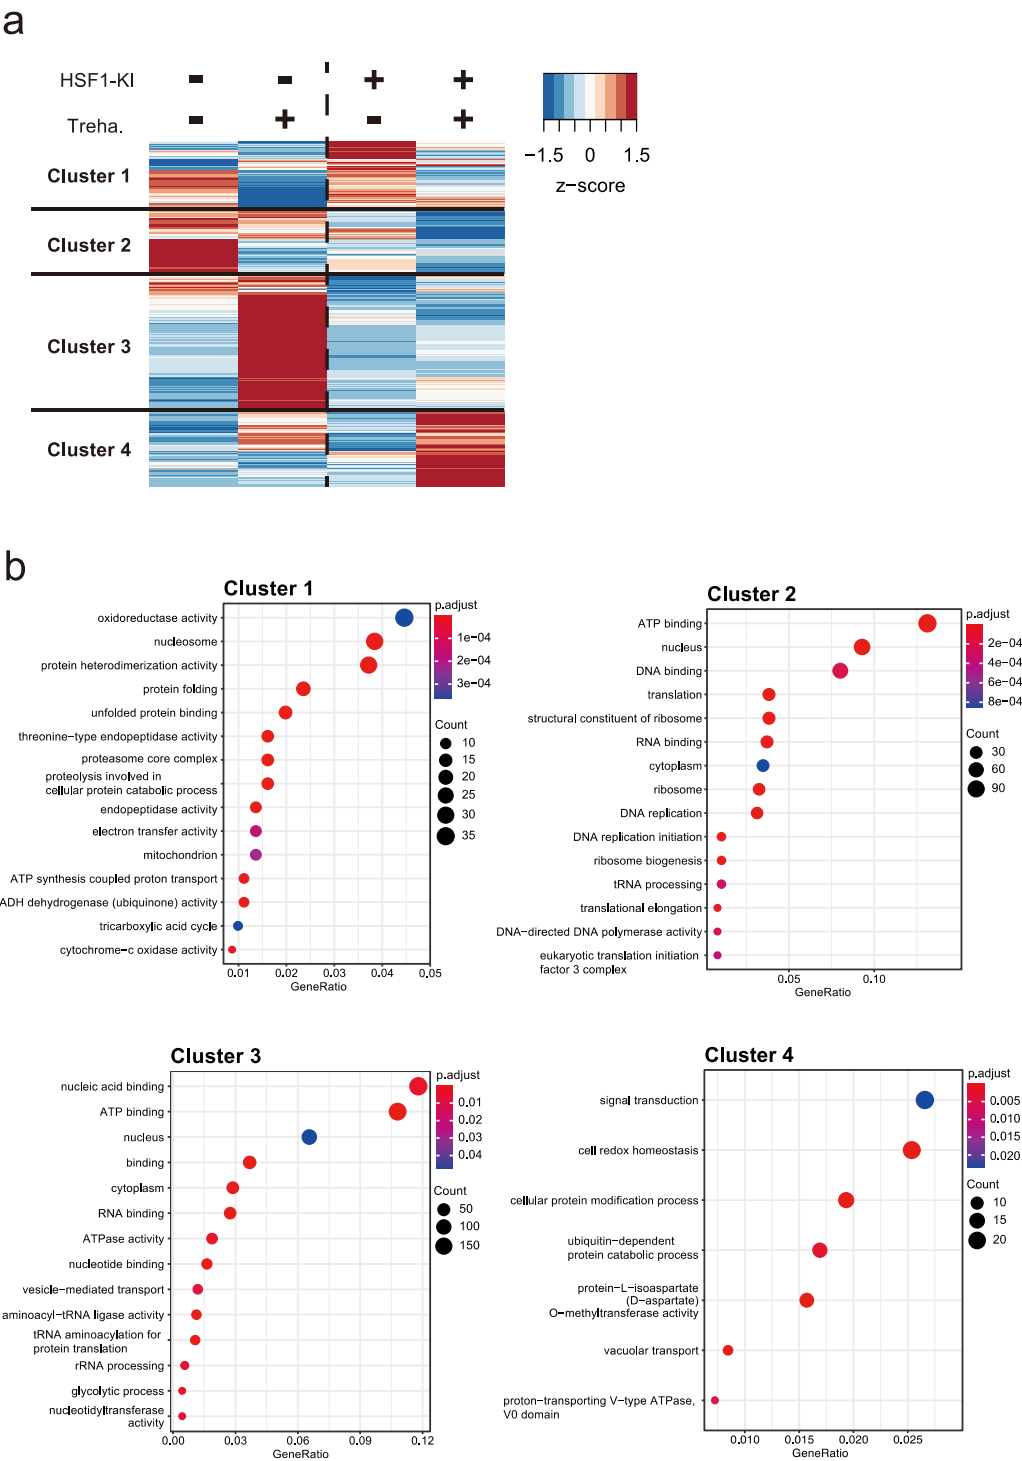 a
HSF1-KI - - + +
Treha. - + - +
Cluster 1
Cluster 2
Cluster 3
Cluster 4
−1.5 0 1.5
z−score
b
Cluster 1
oxidoreductase activity
nucleosome
protein heterodimerization activity
protein folding
unfolded protein binding
threonine−type endopeptidase activity
proteasome core complex
proteolysis involved in
cellular protein catabolic process
endopeptidase activity
electron transfer activity
mitochondrion
ATP synthesis coupled proton transport
ADH dehydrogenase (ubiquinone) activity
tricarboxylic acid cycle
cytochrome−c oxidase activity
0.01 0.02 0.03 0.04 0.05
GeneRatio
p.adjust
1e−04
2e−04
3e−04
Count
10
15
20
25
30
35
Cluster 2
ATP binding
nucleus
DNA binding
translation
structural constituent of ribosome
RNA binding
cytoplasm
ribosome
DNA replication
DNA replication initiation
ribosome biogenesis
tRNA processing
translational elongation
DNA−directed DNA polymerase activity
eukaryotic translation initiation
factor 3 complex
0.05 0.10
GeneRatio
p.adjust
2e−04
4e−04
6e−04
8e−04
Count
30
60
90
Cluster 3
nucleic acid binding
ATP binding
nucleus
binding
cytoplasm
RNA binding
ATPase activity
nucleotide binding
vesicle−mediated transport
aminoacyl−tRNA ligase activity
tRNA aminoacylation for
protein translation
rRNA processing
glycolytic process
nucleotidyltransferase
activity
0.00 0.03 0.06 0.09 0.12
GeneRatio
p.adjust
0.01
0.02
0.03
0.04
Count
50
100
150
Cluster 4
signal transduction
cell redox homeostasis
cellular protein modification process
ubiquitin−dependent
protein catabolic process
protein−L−isoaspartate
(D−aspartate)
O−methyltransferase activity
vacuolar transport
proton−transporting V−type ATPase,
V0 domain
0.010 0.015 0.020 0.025
GeneRatio
p.adjust
0.005
0.010
0.015
0.020
Count
10
15
20